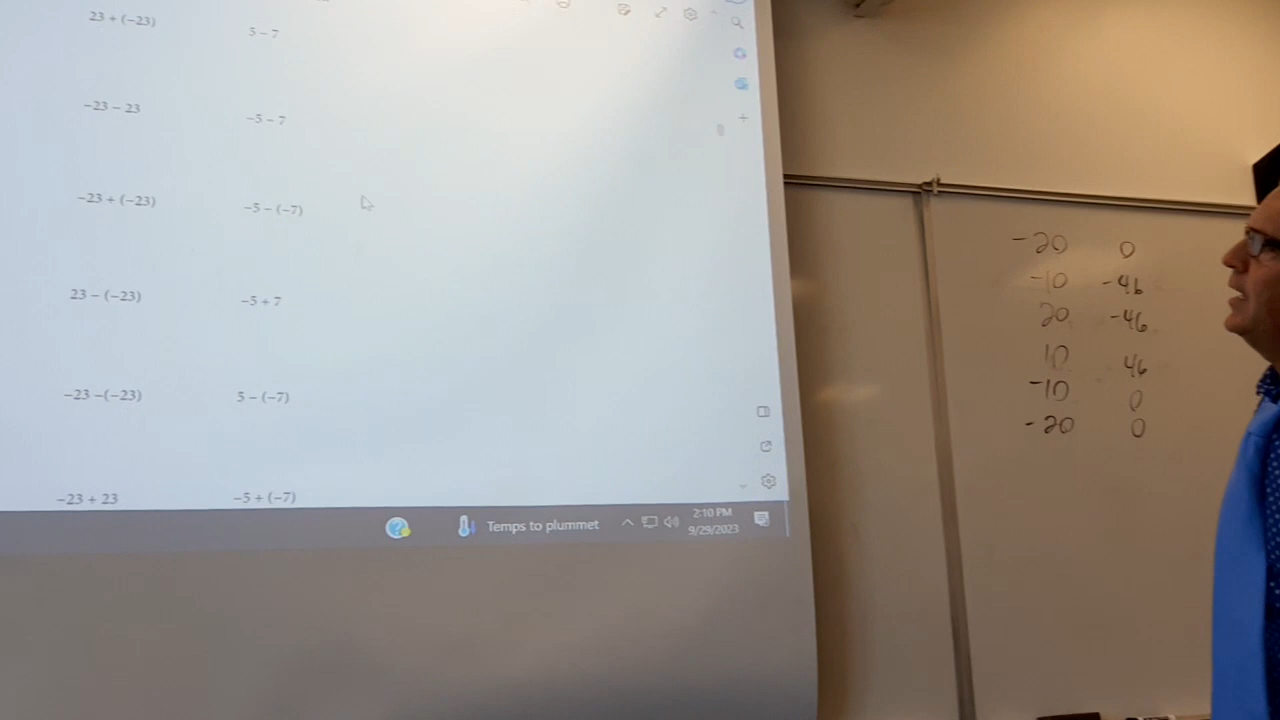 23 + (−23) 5 − 7
−23 − 23 −5 − 7
−23 + (−23) −5 − (−7)
23 − (−23) −5 + 7
−23 −(−23) 5 − (−7)
−23 + 23 −5 + (−7)
Temps to plummet
2:10 PM
9/29/2023
-20 0
-10 -46
20 -46
10 46
-10 0
-20 0